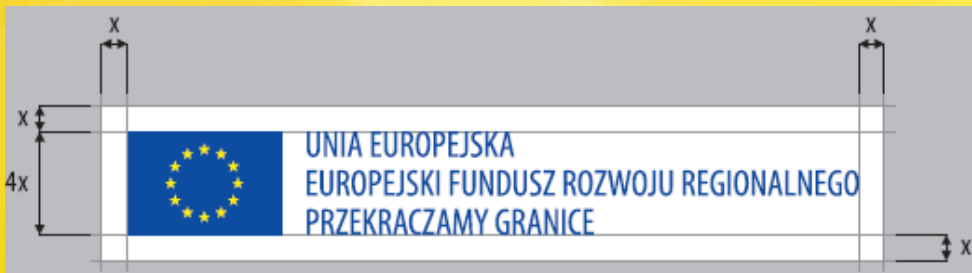 x x
x
4x
UNIA EUROPEJSKA
EUROPEJSKI FUNDUSZ ROZWOJU REGIONALNEGO
PRZEKRACZAMY GRANICE
x